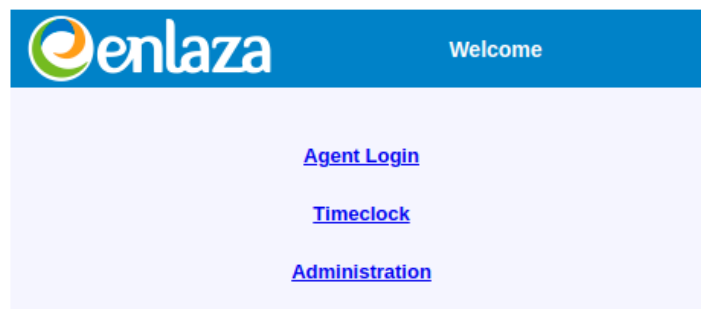 enlaza
Welcome
Agent Login
Timeclock
Administration